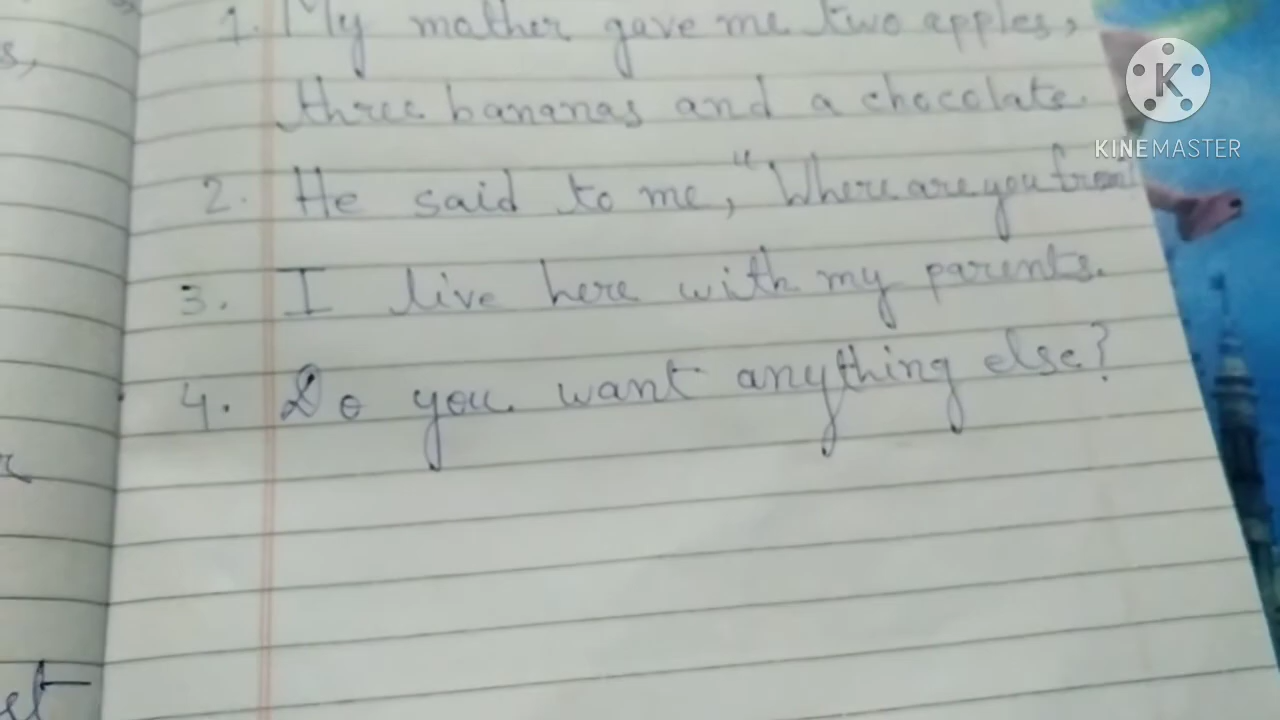 s,
1. My mother gave me two apples,
three bananas and a chocolate.
2. He said to me, "Where are you from
3. I live here with my parents.
4. Do you want anything else?
K
KINEMASTER